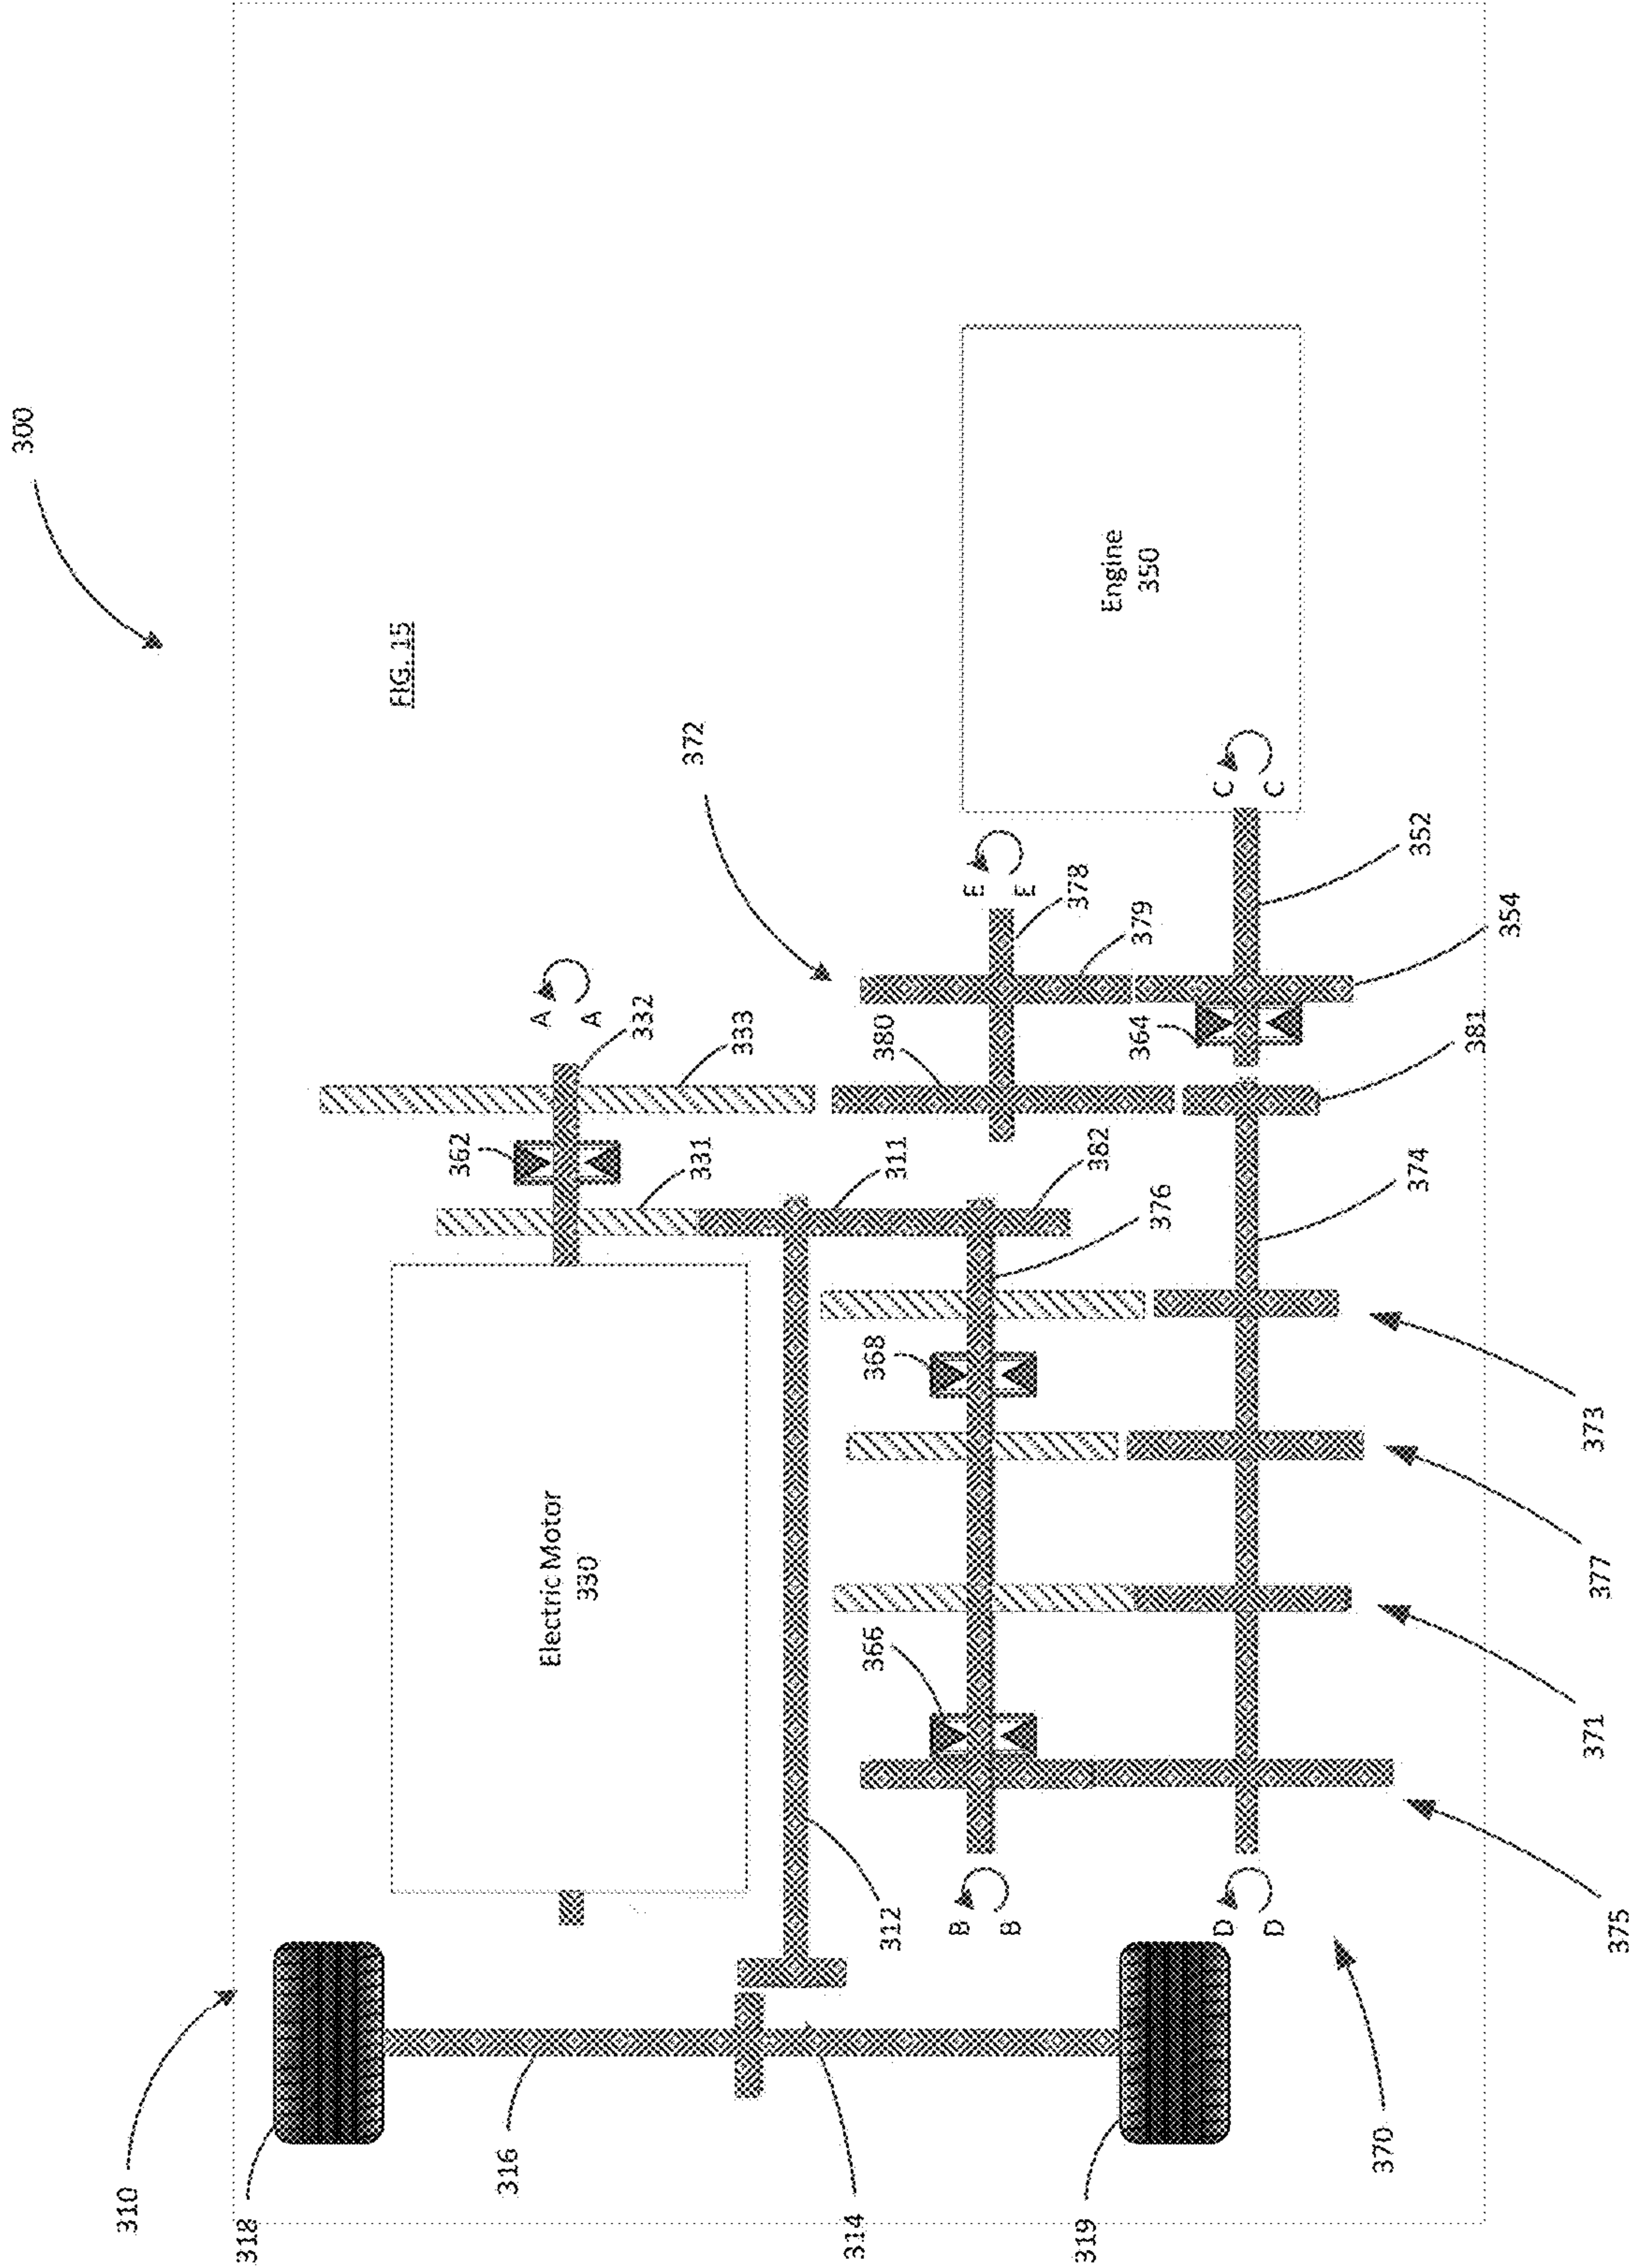 300
FIG. 15
310
318
316
314
319
370
312
Electric Motor
330
362
A
A
332
333
331
311
382
380
372
E
E
378
379
Engine
350
C
C
352
354
364
381
374
376
368
366
B
B
D
D
373
377
371
375